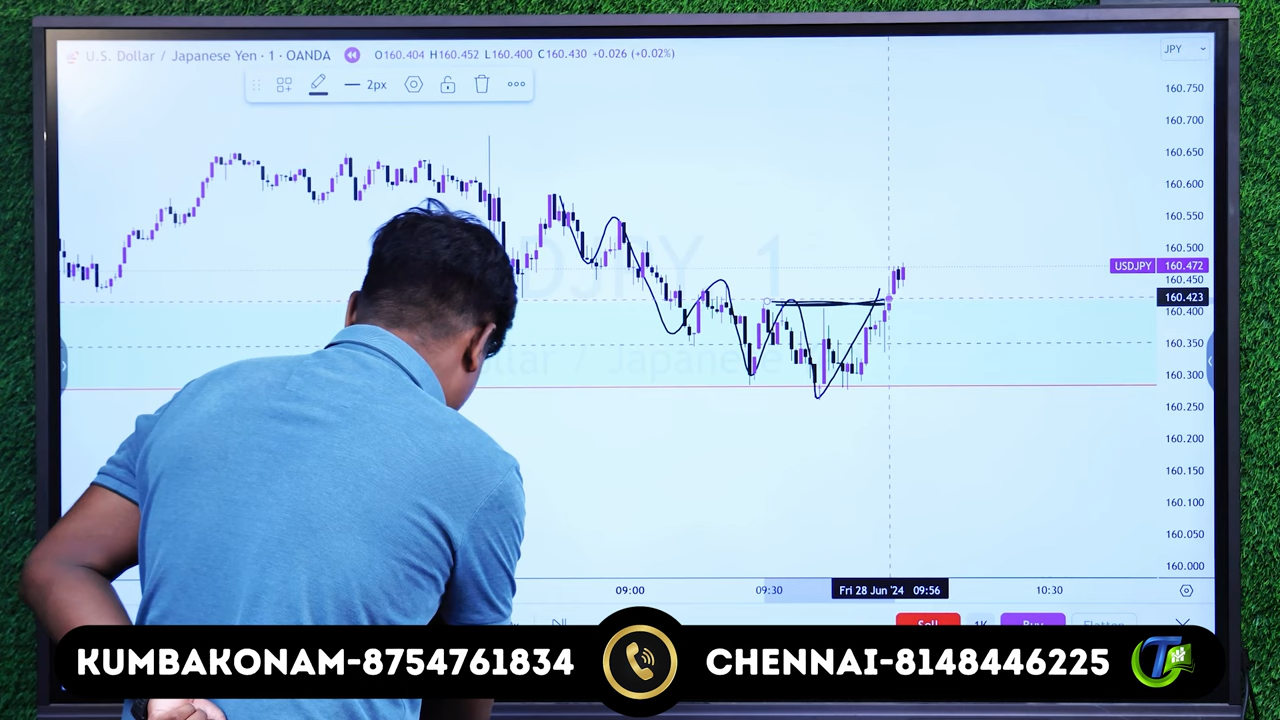 U.S. Dollar / Japanese Yen · 1 · OANDA O160.404 H160.452 L160.400 C160.430 +0.026 (+0.02%)
JPY
2px
160.750
160.700
160.650
160.600
160.550
160.500
USDJPY 160.472
160.450
160.423
160.400
160.350
160.300
160.250
160.200
160.150
160.100
160.050
160.000
09:00 09:30 Fri 28 Jun '24 09:56 10:30
Sell 1K Buy Flatten
KUMBAKONAM-8754761834 CHENNAI-8148446225